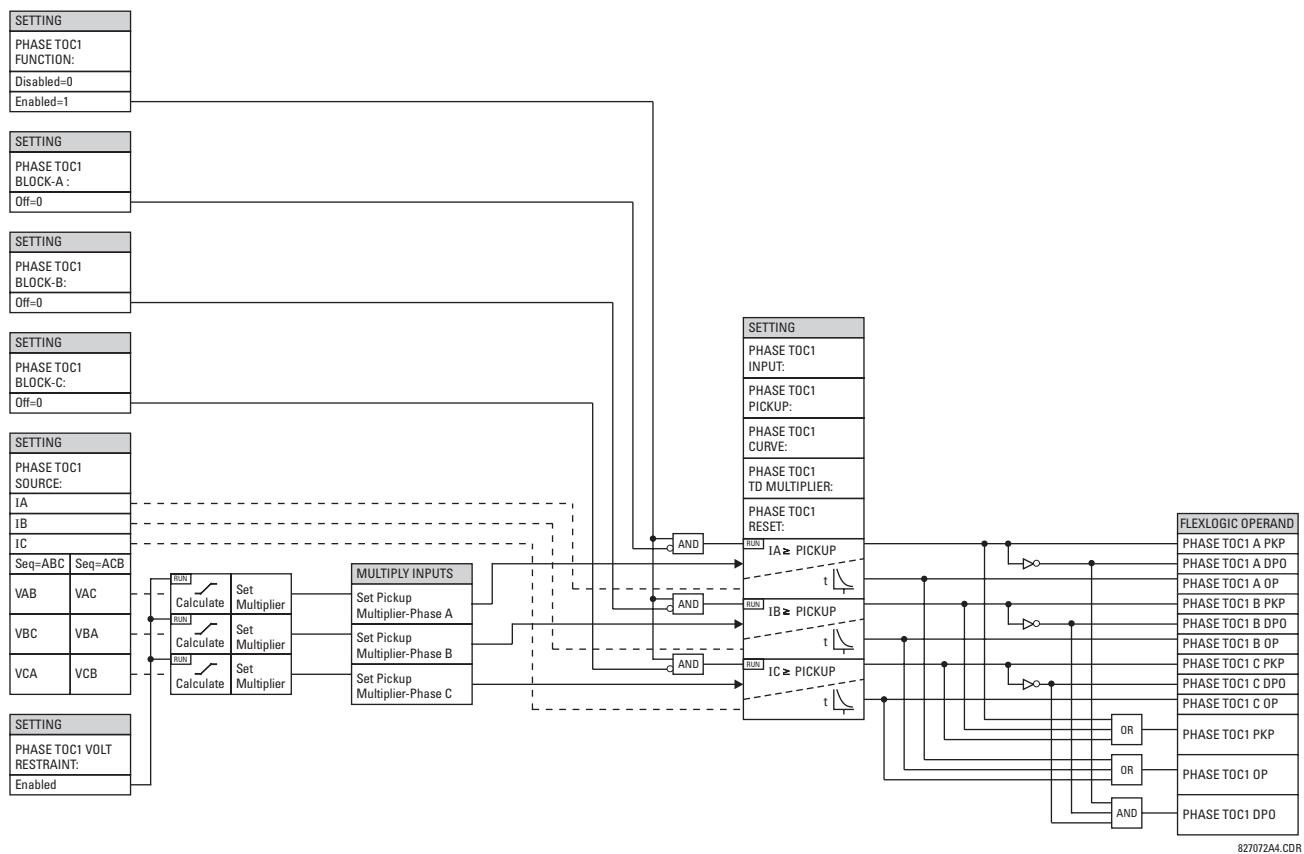 SETTING
PHASE TOC1
FUNCTION:
Disabled=0
Enabled=1
SETTING
PHASE TOC1
BLOCK-A :
Off=0
SETTING
PHASE TOC1
BLOCK-B:
Off=0
SETTING
PHASE TOC1
BLOCK-C:
Off=0
SETTING
PHASE TOC1
SOURCE:
IA
IB
IC
Seq=ABC Seq=ACB
VAB VAC
VBC VBA
VCA VCB
SETTING
PHASE TOC1 VOLT
RESTRAINT:
Enabled
RUN
Calculate
Set
Multiplier
RUN
Calculate
Set
Multiplier
RUN
Calculate
Set
Multiplier
MULTIPLY INPUTS
Set Pickup
Multiplier-Phase A
Set Pickup
Multiplier-Phase B
Set Pickup
Multiplier-Phase C
AND
AND
AND
SETTING
PHASE TOC1
INPUT:
PHASE TOC1
PICKUP:
PHASE TOC1
CURVE:
PHASE TOC1
TD MULTIPLIER:
PHASE TOC1
RESET:
RUN IA ≥ PICKUP
t
RUN IB ≥ PICKUP
t
RUN IC ≥ PICKUP
t
OR
OR
AND
FLEXLOGIC OPERAND
PHASE TOC1 A PKP
PHASE TOC1 A DPO
PHASE TOC1 A OP
PHASE TOC1 B PKP
PHASE TOC1 B DPO
PHASE TOC1 B OP
PHASE TOC1 C PKP
PHASE TOC1 C DPO
PHASE TOC1 C OP
PHASE TOC1 PKP
PHASE TOC1 OP
PHASE TOC1 DPO
827072A4.CDR